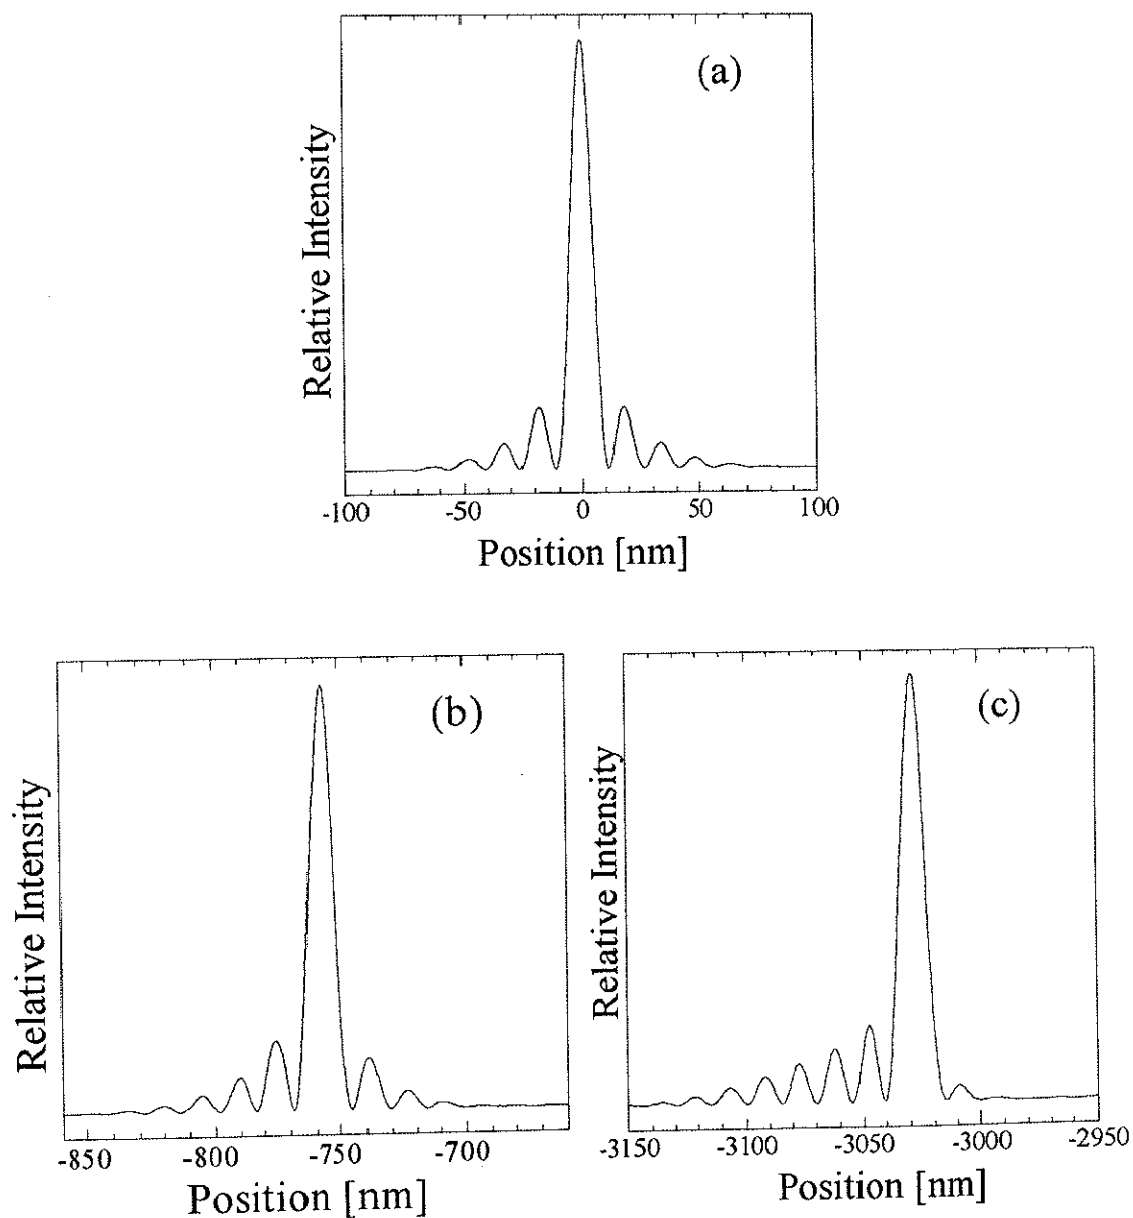 (a)
Relative Intensity
-100 -50 0 50 100
Position [nm]
(b)
Relative Intensity
-850 -800 -750 -700
Position [nm]
(c)
Relative Intensity
-3150 -3100 -3050 -3000 -2950
Position [nm]